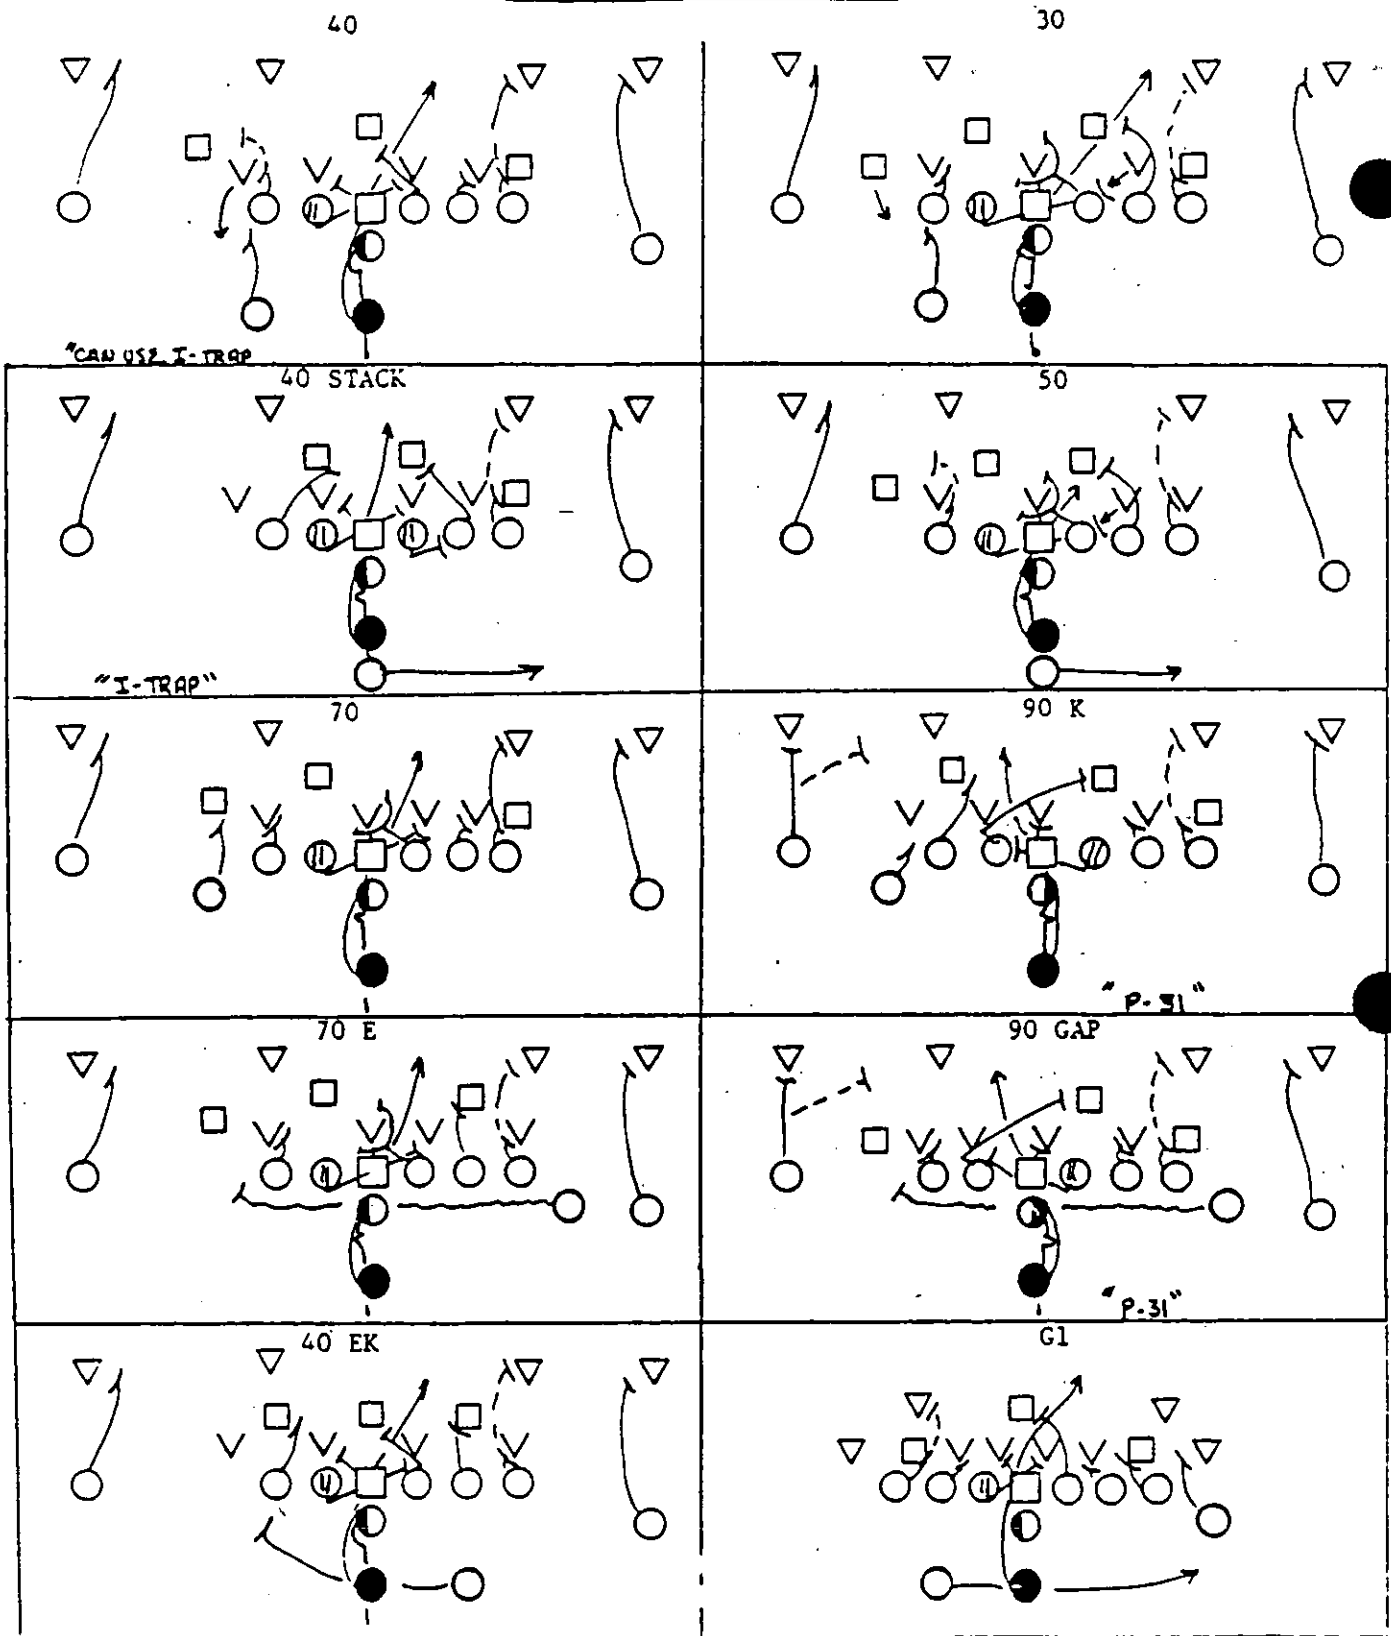 40
30
"CAN USE I-TRAP
40 STACK
50
"I-TRAP"
70
90 K
"P-31"
70 E
90 GAP
"P-31"
40 EK
G1